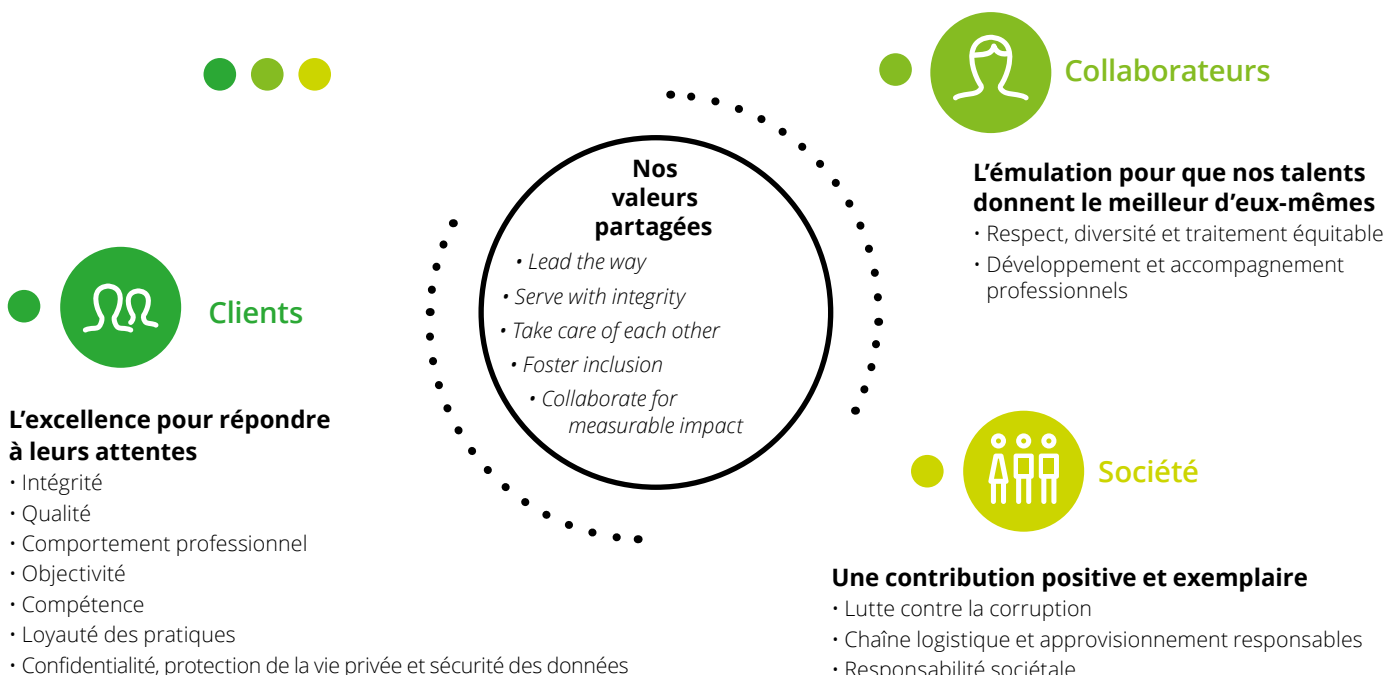 Nos
valeurs
partagées
• Lead the way
• Serve with integrity
• Take care of each other
• Foster inclusion
• Collaborate for
measurable impact
Clients
L’excellence pour répondre
à leurs attentes
• Intégrité
• Qualité
• Comportement professionnel
• Objectivité
• Compétence
• Loyauté des pratiques
• Confidentialité, protection de la vie privée et sécurité des données
Collaborateurs
L’émulation pour que nos talents
donnent le meilleur d’eux-mêmes
• Respect, diversité et traitement équitable
• Développement et accompagnement
professionnels
Société
Une contribution positive et exemplaire
• Lutte contre la corruption
• Chaîne logistique et approvisionnement responsables
• Responsabilité sociétale